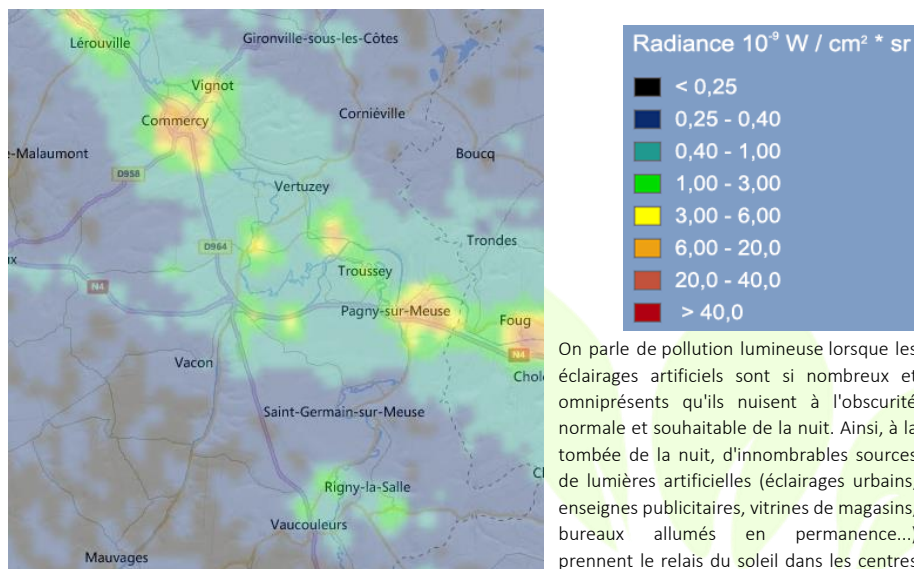 Lérouville
Gironville-sous-les-Côtes
Vignot
Commercy
Corniéville
-Malaumont
Boucq
D958
Vertuzey
D964
Trondes
Troussey
N4
Pagny-sur-Meuse
Foug
N4
Vacon
Saint-Germain-sur-Meuse
Rigny-la-Salle
Vaucouleurs
Mauvages
Radiance 10⁻⁹ W / cm² * sr
< 0,25
0,25 - 0,40
0,40 - 1,00
1,00 - 3,00
3,00 - 6,00
6,00 - 20,0
20,0 - 40,0
> 40,0
On parle de pollution lumineuse lorsque les
éclairages artificiels sont si nombreux et
omniprésents qu'ils nuisent à l'obscurité
normale et souhaitable de la nuit. Ainsi, à la
tombée de la nuit, d'innombrables sources
de lumières artificielles (éclairages urbains,
enseignes publicitaires, vitrines de magasins,
bureaux allumés en permanence...)
prennent le relais du soleil dans les centres